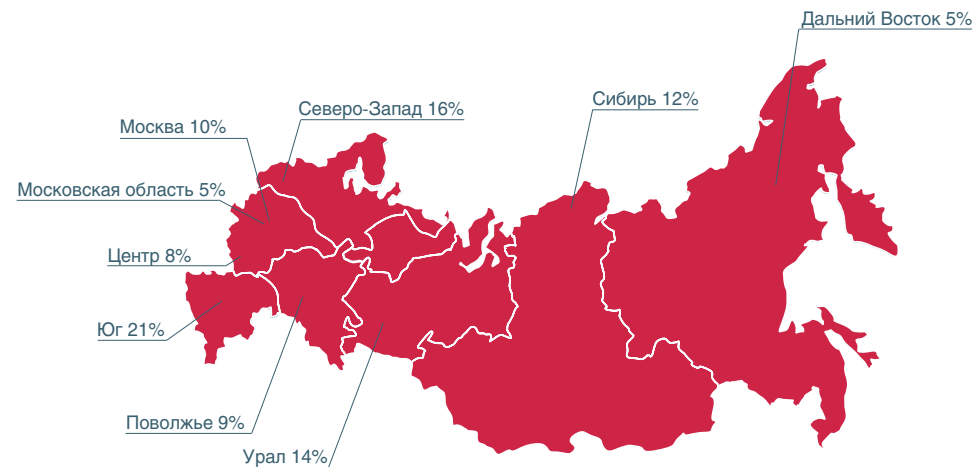 Дальний Восток 5%
Сибирь 12%
Северо-Запад 16%
Москва 10%
Московская область 5%
Центр 8%
Юг 21%
Поволжье 9%
Урал 14%